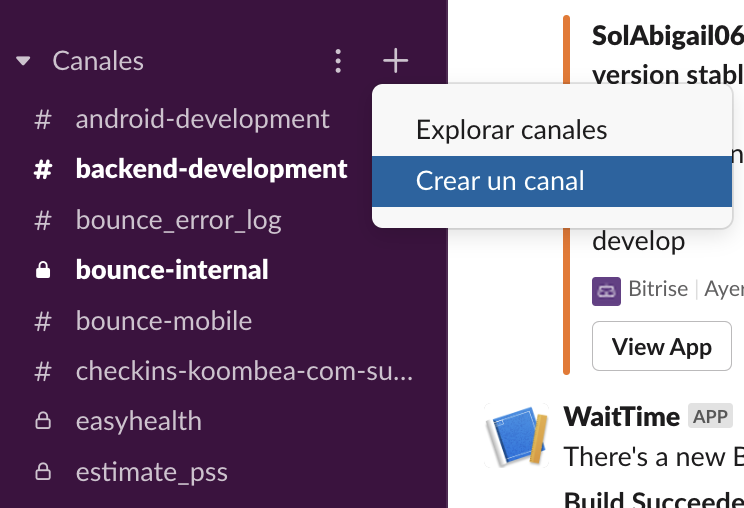 Canales
# android-development
# backend-development
# bounce_error_log
bounce-internal
# bounce-mobile
# checkins-koombea-com-su...
easyhealth
estimate_pss
Explorar canales
Crear un canal
SolAbigail06
version stabl
n
develop
Bitrise | Ayer
View App
WaitTime APP
There's a new B
Build Succeede